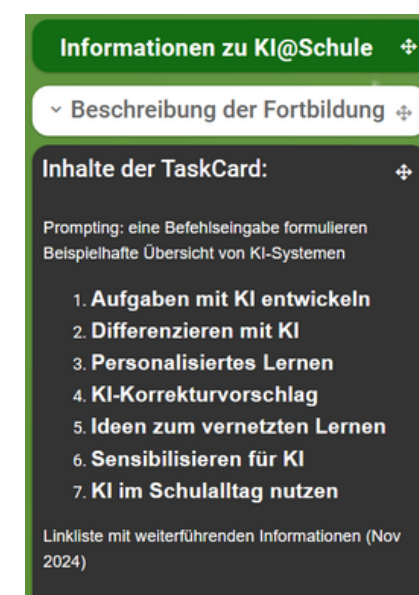 Informationen zu KI@Schule
Beschreibung der Fortbildung
Inhalte der TaskCard:
Prompting: eine Befehlseingabe formulieren
Beispielhafte Übersicht von KI-Systemen
1. Aufgaben mit KI entwickeln
2. Differenzieren mit KI
3. Personalisiertes Lernen
4. KI-Korrekturvorschlag
5. Ideen zum vernetzten Lernen
6. Sensibilisieren für KI
7. KI im Schulalltag nutzen
Linkliste mit weiterführenden Informationen (Nov
2024)